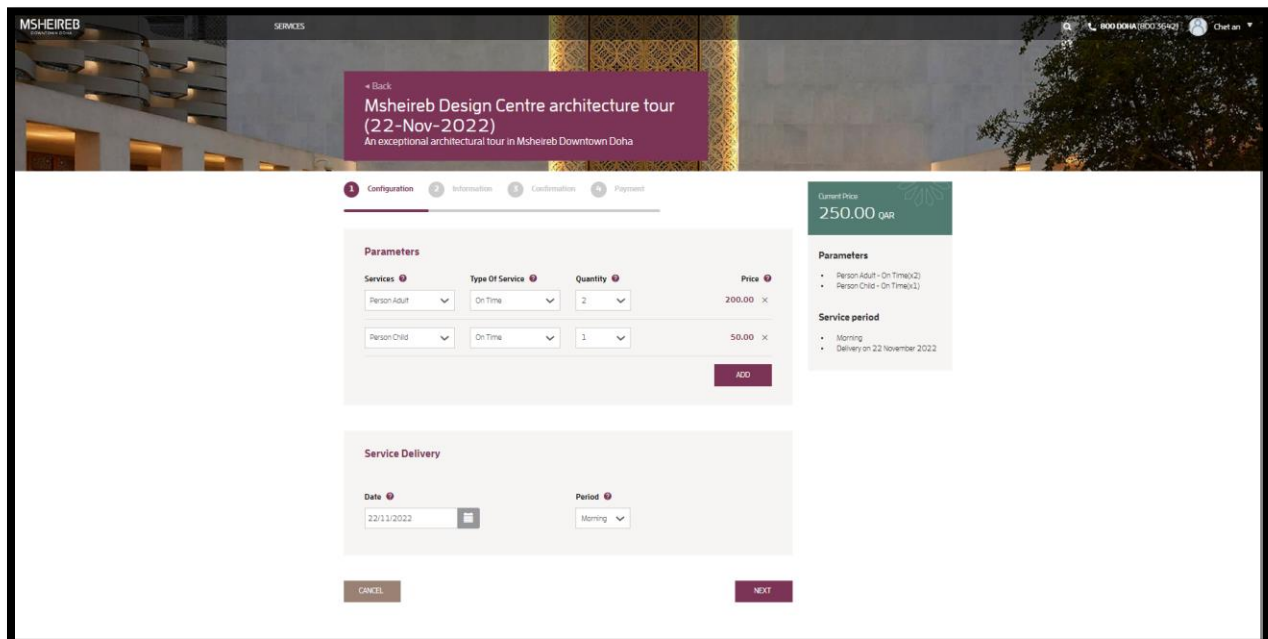 MSHEIREB
DOWNTOWN DOHA
SERVICES
800 DOHA (800 3642)
Chetan
◂ Back
Msheireb Design Centre architecture tour
(22-Nov-2022)
An exceptional architectural tour in Msheireb Downtown Doha
1 Configuration 2 Information 3 Confirmation 4 Payment
Parameters
Services ? Type Of Service ? Quantity ? Price ?
Person Adult On Time 2 200.00 ×
Person Child On Time 1 50.00 ×
ADD
Service Delivery
Date ? Period ?
22/11/2022 Morning
CANCEL NEXT
Current Price
250.00 QAR
Parameters
• Person Adult - On Time(x2)
• Person Child - On Time(x1)
Service period
• Morning
• Delivery on 22 November 2022